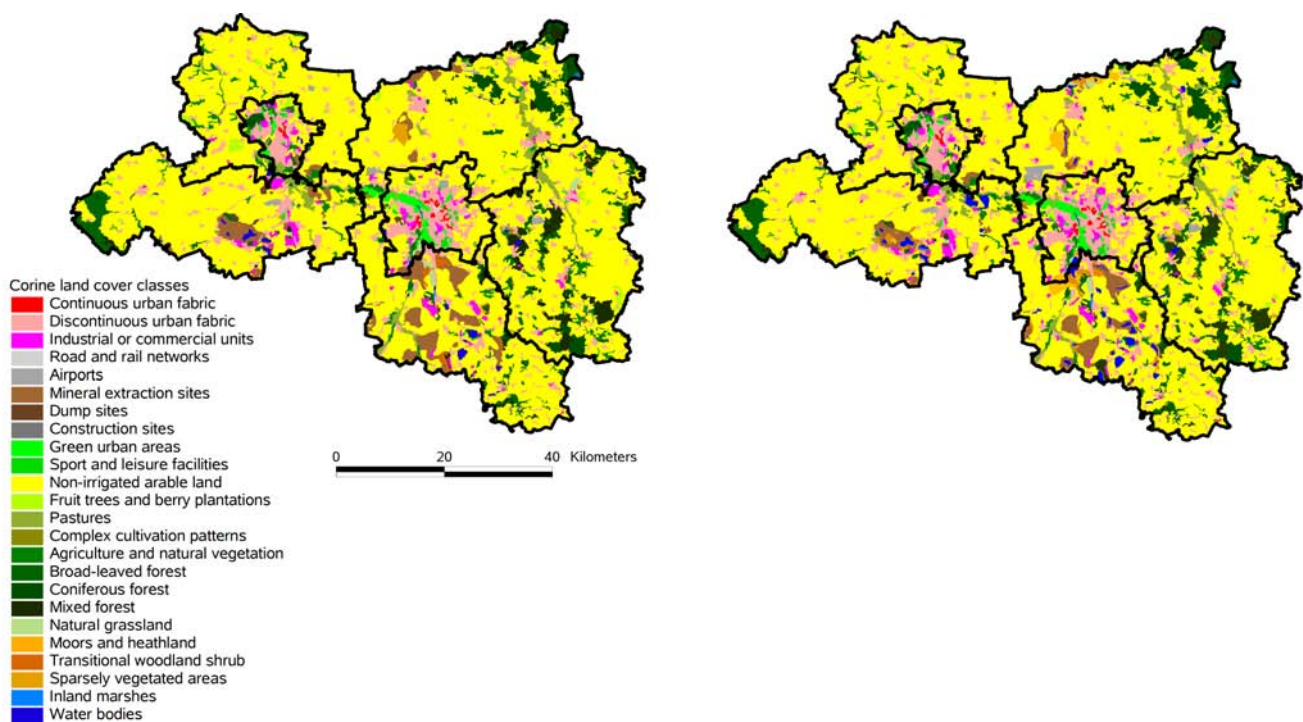 Corine land cover classes
Continuous urban fabric
Discontinuous urban fabric
Industrial or commercial units
Road and rail networks
Airports
Mineral extraction sites
Dump sites
Construction sites
Green urban areas
Sport and leisure facilities
Non-irrigated arable land
Fruit trees and berry plantations
Pastures
Complex cultivation patterns
Agriculture and natural vegetation
Broad-leaved forest
Coniferous forest
Mixed forest
Natural grassland
Moors and heathland
Transitional woodland shrub
Sparsely vegetated areas
Inland marshes
Water bodies
0 20 40 Kilometers